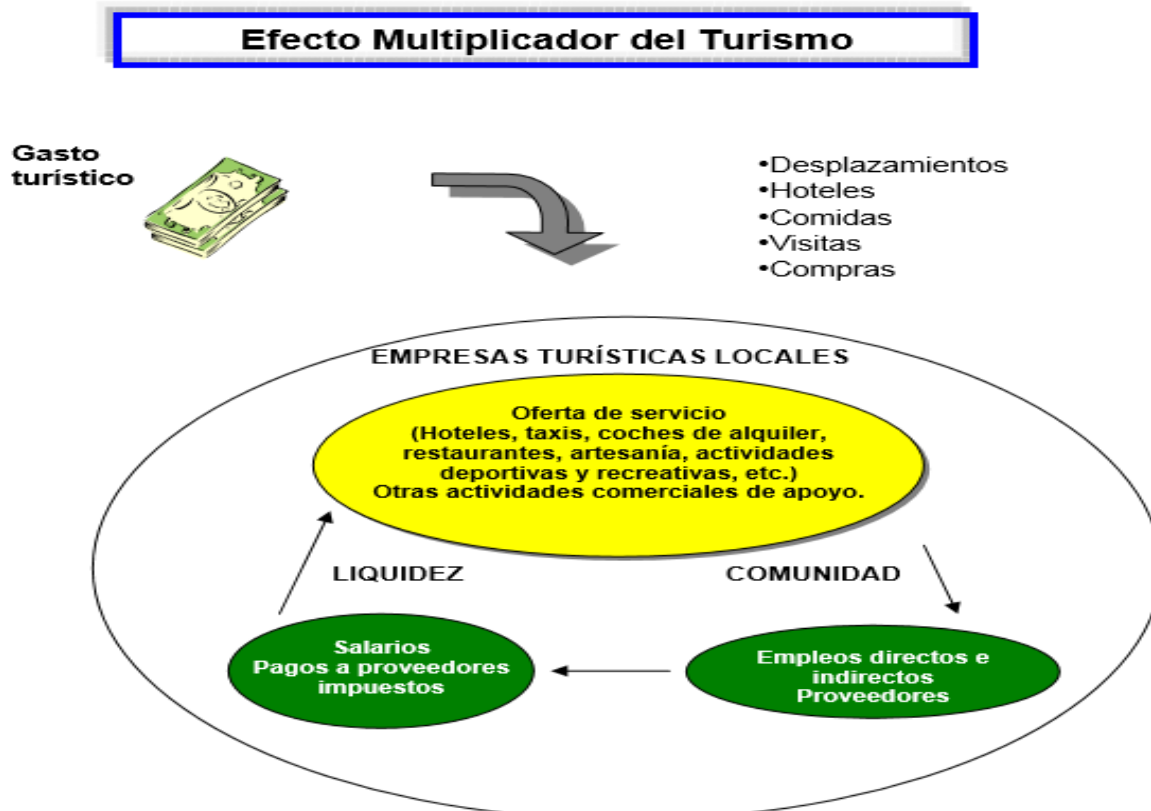 Efecto Multiplicador del Turismo
Gasto
turístico
•Desplazamientos
•Hoteles
•Comidas
•Visitas
•Compras
EMPRESAS TURÍSTICAS LOCALES
Oferta de servicio
(Hoteles, taxis, coches de alquiler,
restaurantes, artesanía, actividades
deportivas y recreativas, etc.)
Otras actividades comerciales de apoyo.
LIQUIDEZ
COMUNIDAD
Salarios
Pagos a proveedores
impuestos
Empleos directos e
indirectos
Proveedores